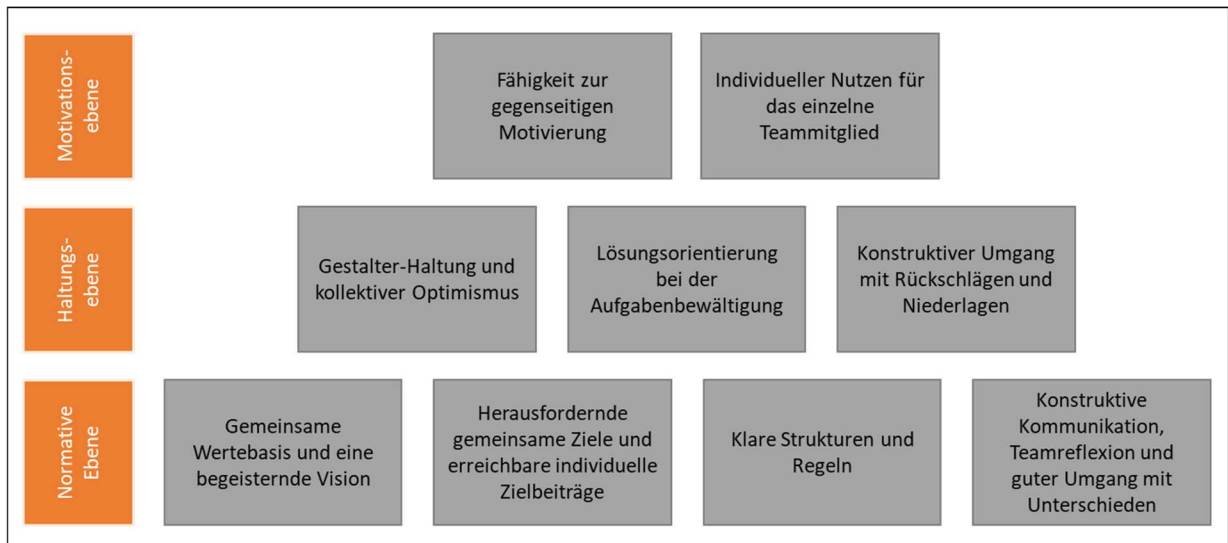 Motivations-
ebene
Fähigkeit zur
gegenseitigen
Motivierung
Individueller Nutzen für
das einzelne
Teammitglied
Haltungs-
ebene
Gestalter-Haltung und
kollektiver Optimismus
Lösungsorientierung
bei der
Aufgabenbewältigung
Konstruktiver Umgang
mit Rückschlägen und
Niederlagen
Normative
Ebene
Gemeinsame
Wertebasis und eine
begeisternde Vision
Herausfordernde
gemeinsame Ziele und
erreichbare individuelle
Zielbeiträge
Klare Strukturen und
Regeln
Konstruktive
Kommunikation,
Teamreflexion und
guter Umgang mit
Unterschieden